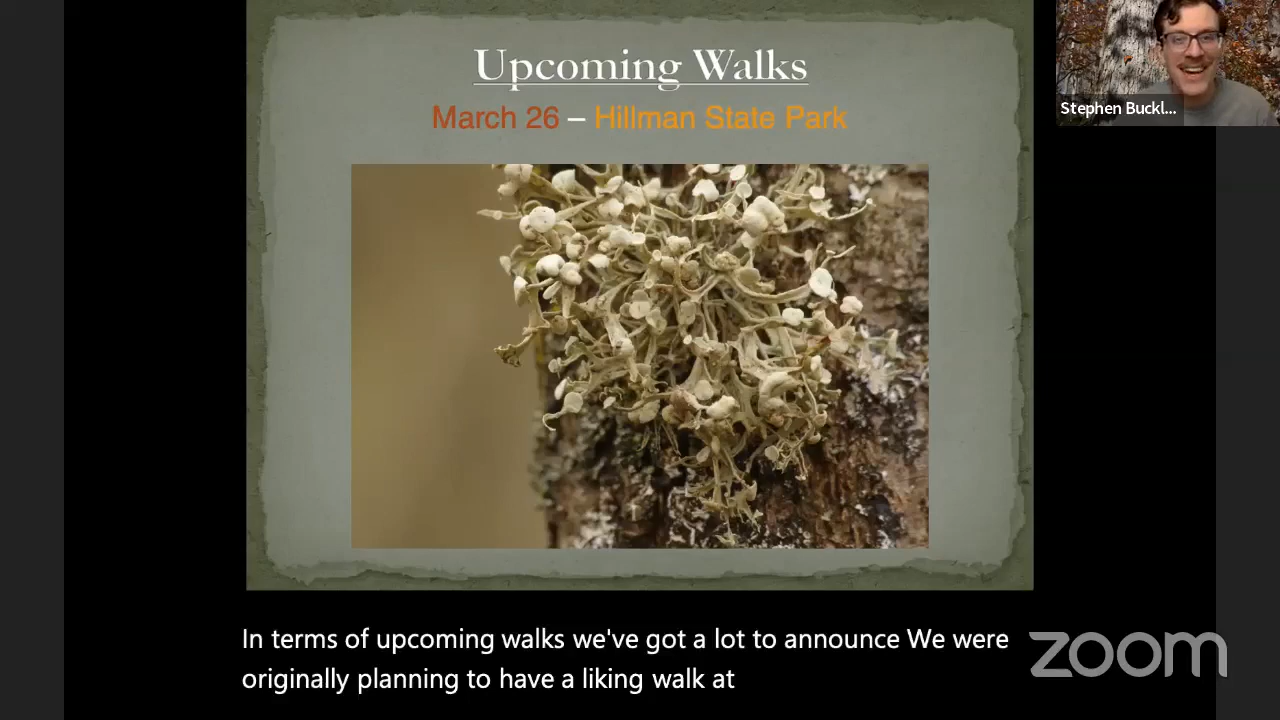 Upcoming Walks
March 26 – Hillman State Park
Stephen Buckl...
In terms of upcoming walks we've got a lot to announce We were
originally planning to have a liking walk at
zoom